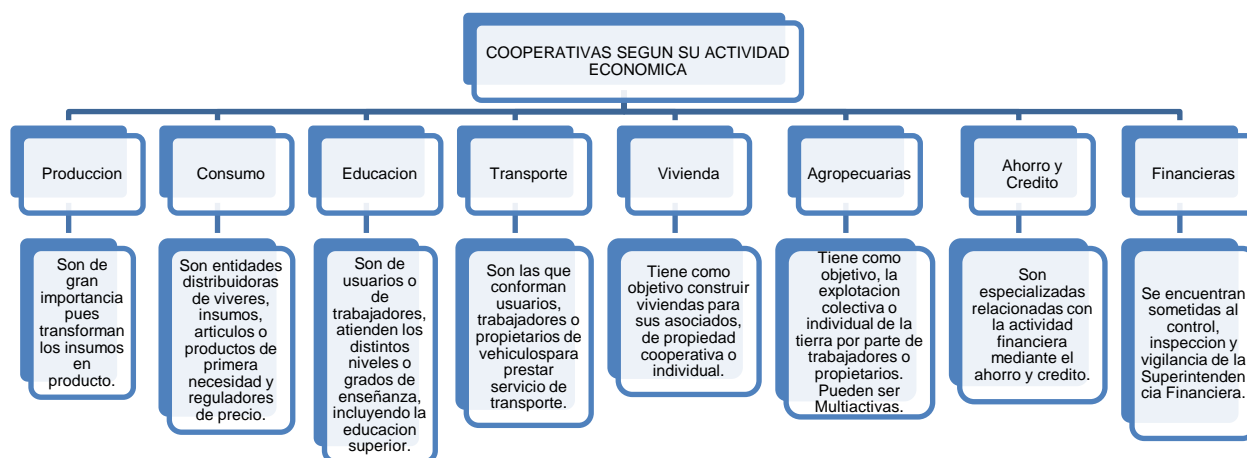 COOPERATIVAS SEGUN SU ACTIVIDAD
ECONOMICA
Produccion
Consumo
Educacion
Transporte
Vivienda
Agropecuarias
Ahorro y
Credito
Financieras
Son de
gran
importancia
pues
transforman
los insumos
en
producto.
Son entidades
distribuidoras
de viveres,
insumos,
articulos o
productos de
primera
necesidad y
reguladores
de precio.
Son de
usuarios o
de
trabajadores,
atienden los
distintos
niveles o
grados de
enseñanza,
incluyendo la
educacion
superior.
Son las que
conforman
usuarios,
trabajadores o
propietarios de
vehiculospara
prestar
servicio de
transporte.
Tiene como
objetivo construir
viviendas para
sus asociados,
de propiedad
cooperativa o
individual.
Tiene como
objetivo, la
explotacion
colectiva o
individual de la
tierra por parte de
trabajadores o
propietarios.
Pueden ser
Multiactivas.
Son
especializadas
relacionadas con
la actividad
financiera
mediante el
ahorro y credito.
Se encuentran
sometidas al
control,
inspeccion y
vigilancia de la
Superintenden
cia Financiera.